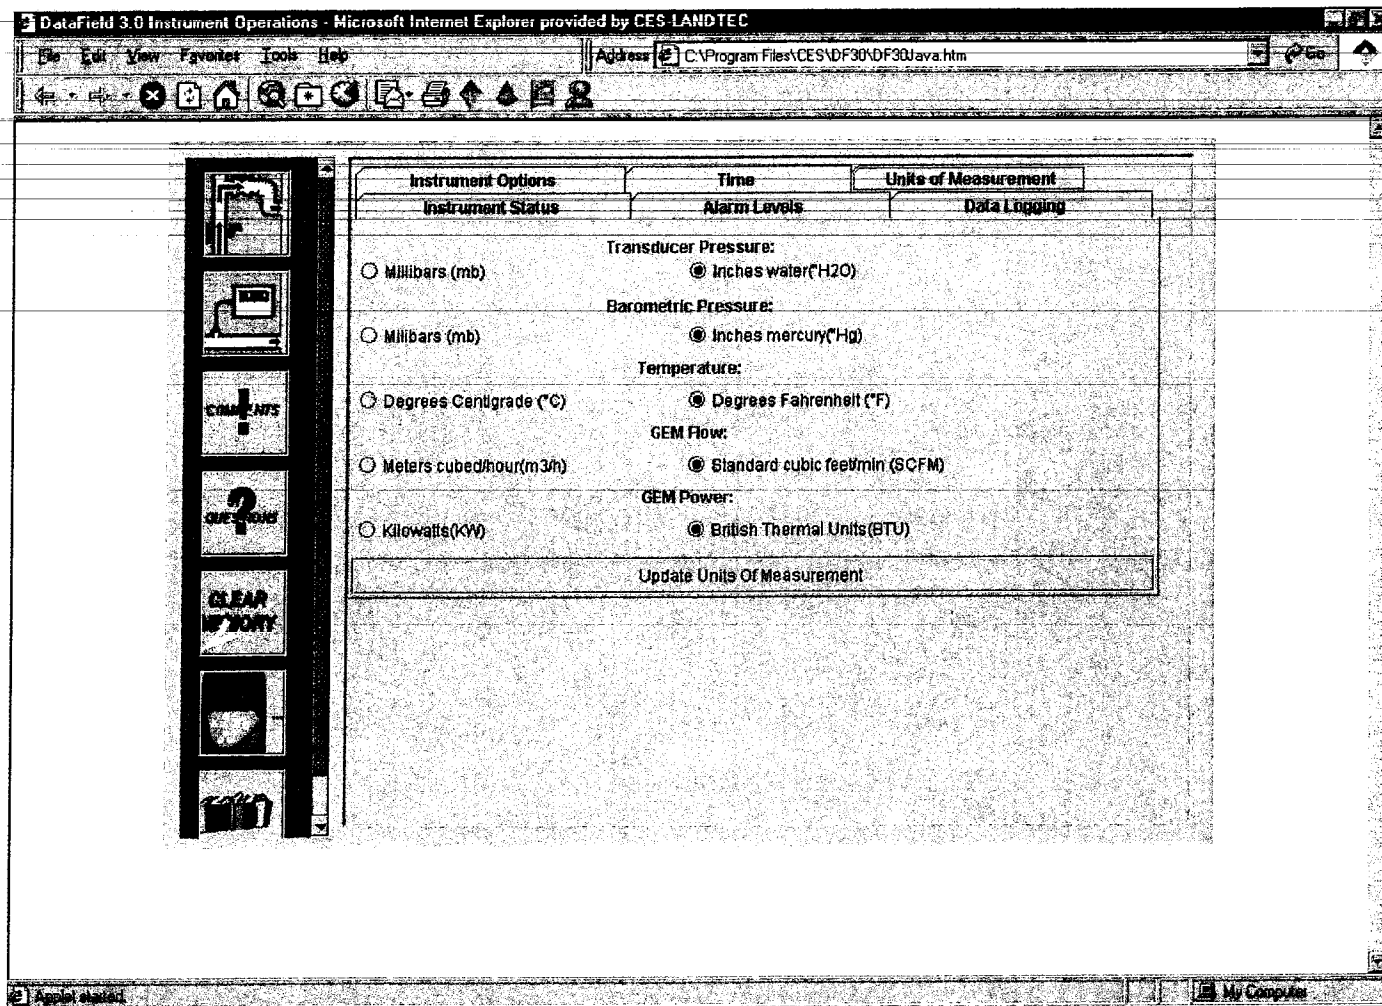 DataField 3.0 Instrument Operations - Microsoft Internet Explorer provided by CES-LANDTEC
File Edit View Favorites Tools Help Address C:\Program Files\CES\DF30\DF30Java.htm Go
Instrument Options Time Units of Measurement
Instrument Status Alarm Levels Data Logging
Transducer Pressure:
Millibars (mb) Inches water("H2O)
Barometric Pressure:
Millibars (mb) Inches mercury("Hg)
Temperature:
Degrees Centigrade (°C) Degrees Fahrenheit (°F)
GEM Flow:
Meters cubed/hour(m3/h) Standard cubic feet/min (SCFM)
GEM Power:
Kilowatts(KW) British Thermal Units(BTU)
Update Units Of Measurement
COMMENTS
QUESTIONS
CLEAR
MEMORY
Applet started.
My Computer